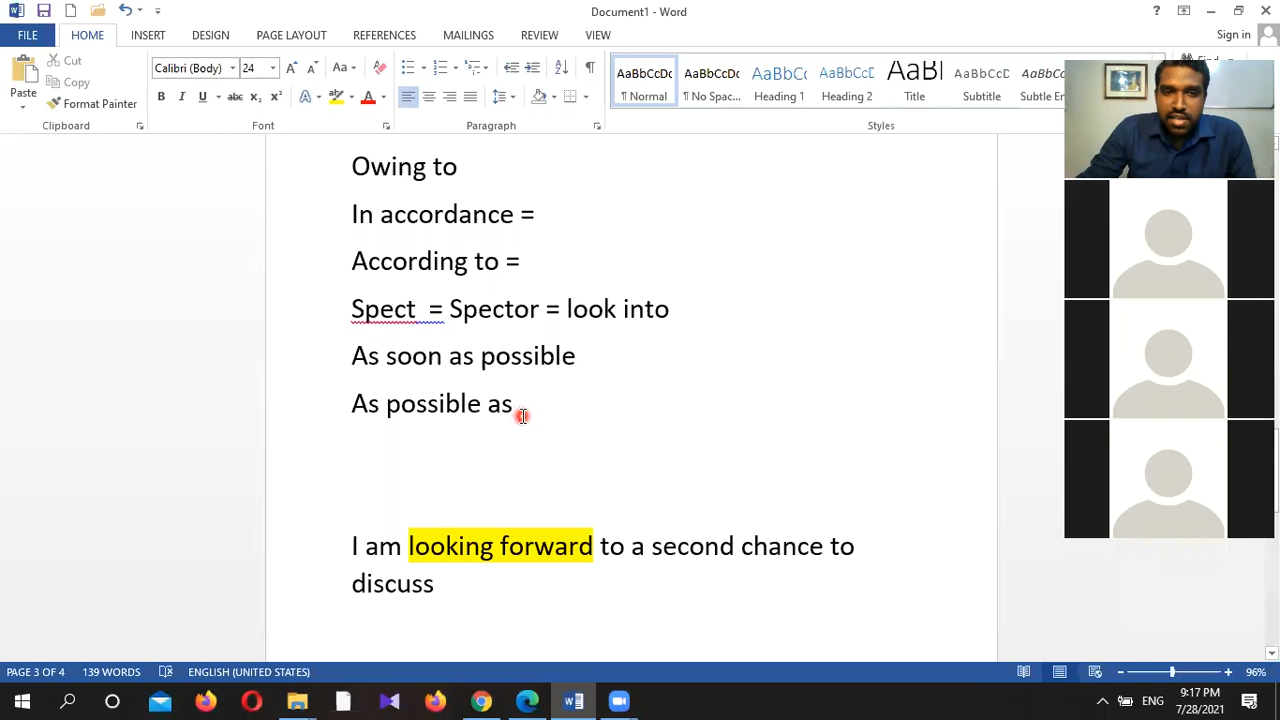 Document1 - Word
Sign in
FILE HOME INSERT DESIGN PAGE LAYOUT REFERENCES MAILINGS REVIEW VIEW
Paste
Cut
Copy
Format Painter
Clipboard
Calibri (Body) 24
Font
Paragraph
AaBbCcDc AaBbCcDc AaBbCc AaBbCcC AaBl AaBbCcD AaBbCcD
¶ Normal ¶ No Spac... Heading 1 Heading 2 Title Subtitle Subtle Em
Styles
Owing to
In accordance =
According to =
Spect = Spector = look into
As soon as possible
As possible as
I am looking forward to a second chance to
discuss
PAGE 3 OF 4 139 WORDS ENGLISH (UNITED STATES) 96%
ENG
9:17 PM
7/28/2021